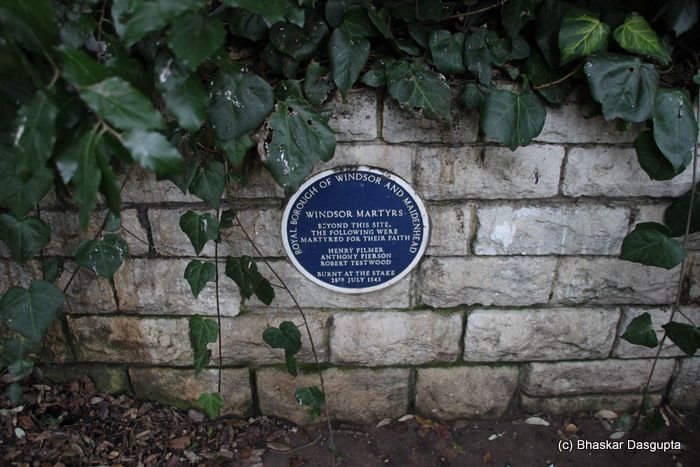 ROYAL BOROUGH OF WINDSOR AND MAIDENHEAD
WINDSOR MARTYRS
BEYOND THIS SITE,
THE FOLLOWING WERE
MARTYRED FOR THEIR FAITH
HENRY FILMER
ANTHONY PIERSON
ROBERT TESTWOOD
BURNT AT THE STAKE
28TH JULY 1543
(c) Bhaskar Dasgupta